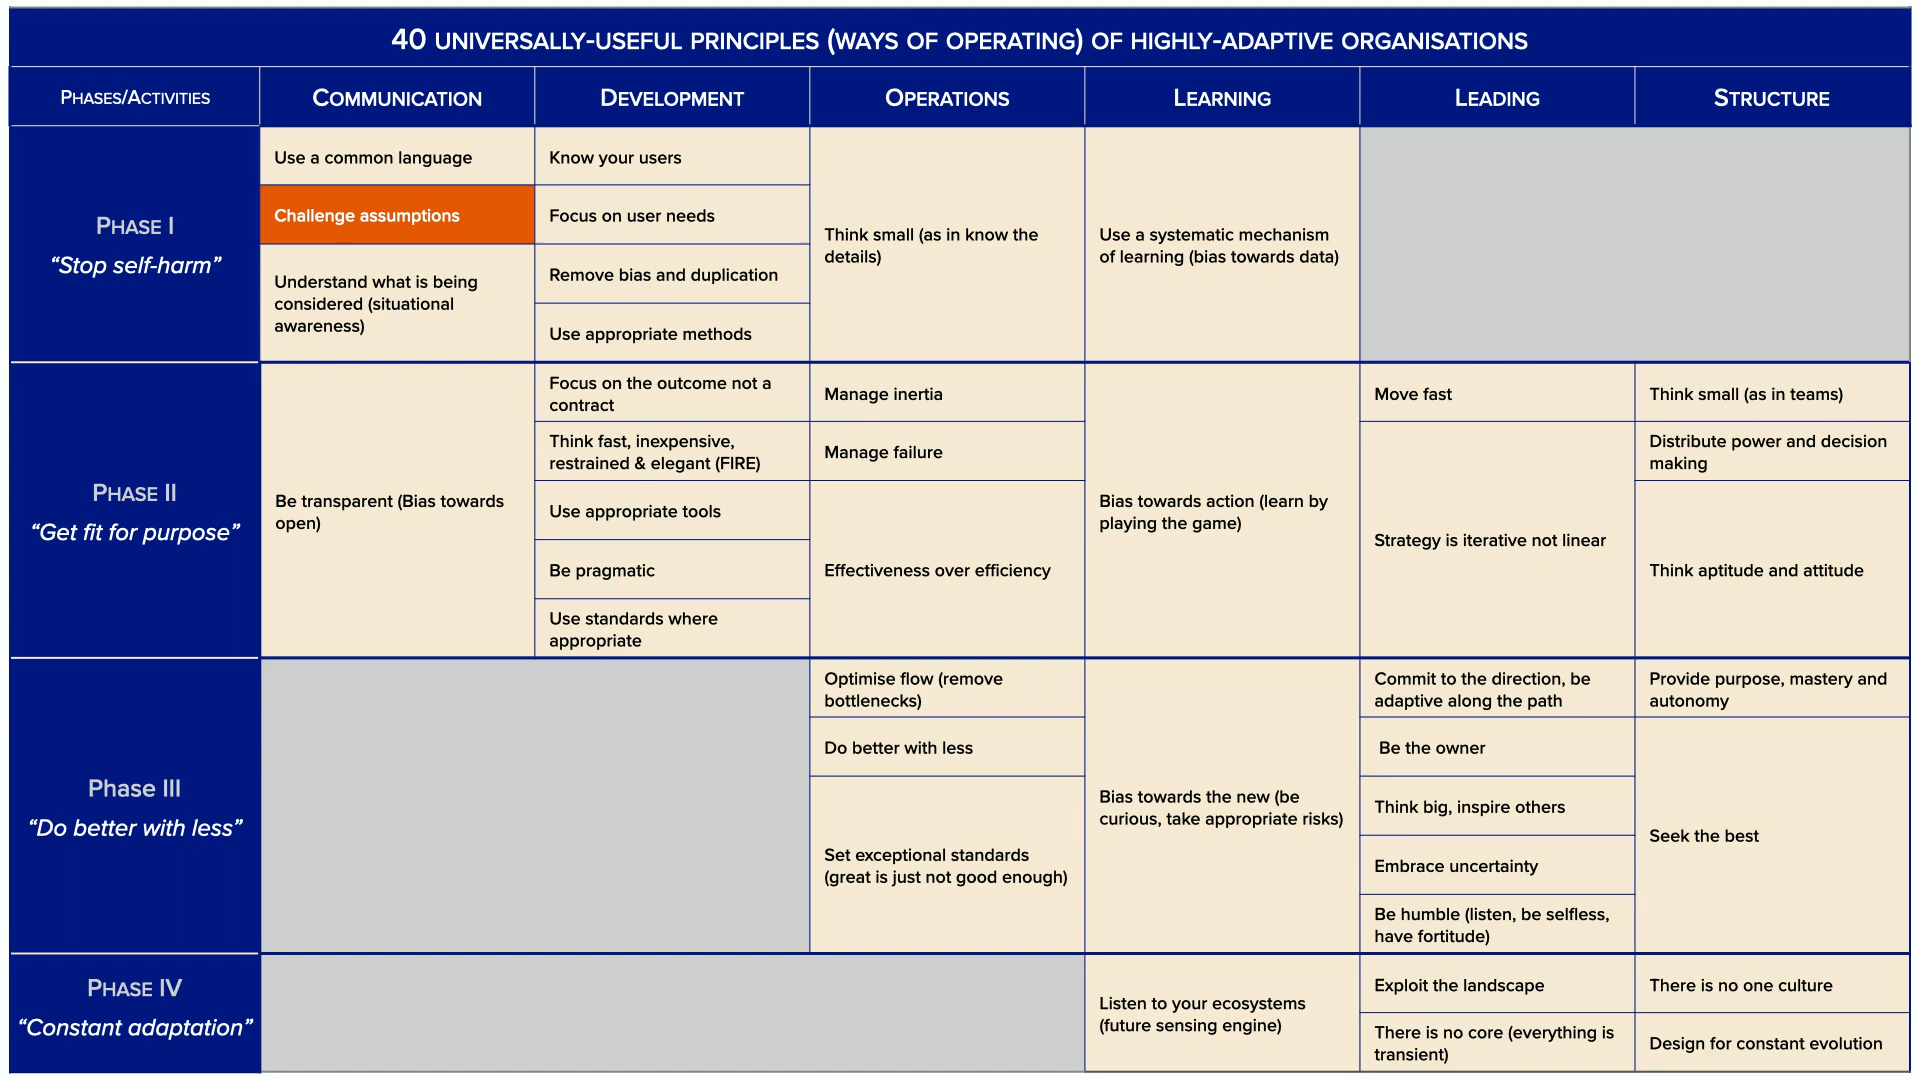 40 UNIVERSALLY-USEFUL PRINCIPLES (WAYS OF OPERATING) OF HIGHLY-ADAPTIVE ORGANISATIONS
PHASES/ACTIVITIES
COMMUNICATION
DEVELOPMENT
OPERATIONS
LEARNING
LEADING
STRUCTURE
PHASE I
“Stop self-harm”
Use a common language
Challenge assumptions
Understand what is being
considered (situational
awareness)
Know your users
Focus on user needs
Remove bias and duplication
Use appropriate methods
Think small (as in know the
details)
Use a systematic mechanism
of learning (bias towards data)
PHASE II
“Get fit for purpose”
Be transparent (Bias towards
open)
Focus on the outcome not a
contract
Think fast, inexpensive,
restrained & elegant (FIRE)
Use appropriate tools
Be pragmatic
Use standards where
appropriate
Manage inertia
Manage failure
Effectiveness over efficiency
Bias towards action (learn by
playing the game)
Move fast
Strategy is iterative not linear
Think small (as in teams)
Distribute power and decision
making
Think aptitude and attitude
Phase III
“Do better with less”
Optimise flow (remove
bottlenecks)
Do better with less
Set exceptional standards
(great is just not good enough)
Bias towards the new (be
curious, take appropriate risks)
Commit to the direction, be
adaptive along the path
Be the owner
Think big, inspire others
Embrace uncertainty
Be humble (listen, be selfless,
have fortitude)
Provide purpose, mastery and
autonomy
Seek the best
PHASE IV
“Constant adaptation”
Listen to your ecosystems
(future sensing engine)
Exploit the landscape
There is no core (everything is
transient)
There is no one culture
Design for constant evolution